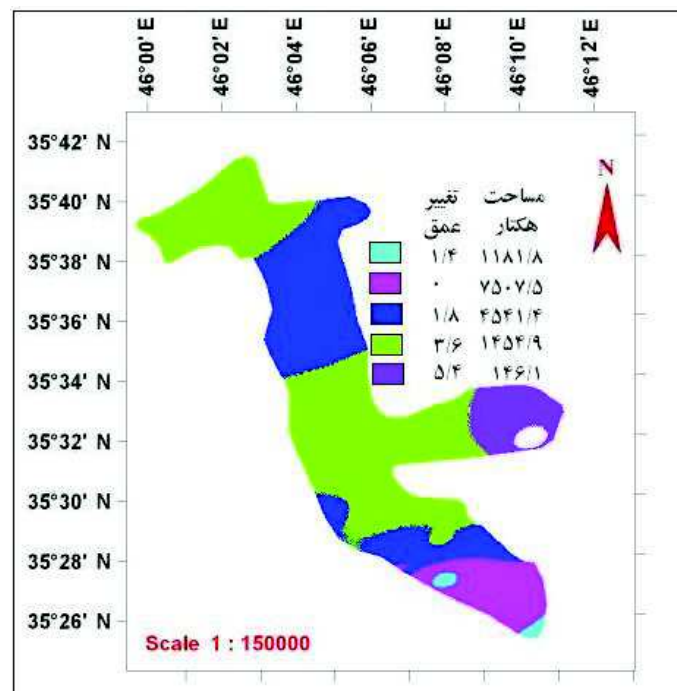 46°00' E 46°02' E 46°04' E 46°06' E 46°08' E 46°10' E 46°12' E
35°42' N
35°40' N
35°38' N
35°36' N
35°34' N
35°32' N
35°30' N
35°28' N
35°26' N
N
مساحت تغییر
هکتار عمق
۱۱۸۱/۸ ۱/۴
۷۵۰۷/۵ ۰
۴۵۴۱/۴ ۱/۸
۱۴۵۴/۹ ۳/۶
۱۴۶/۱ ۵/۴
Scale 1 : 150000